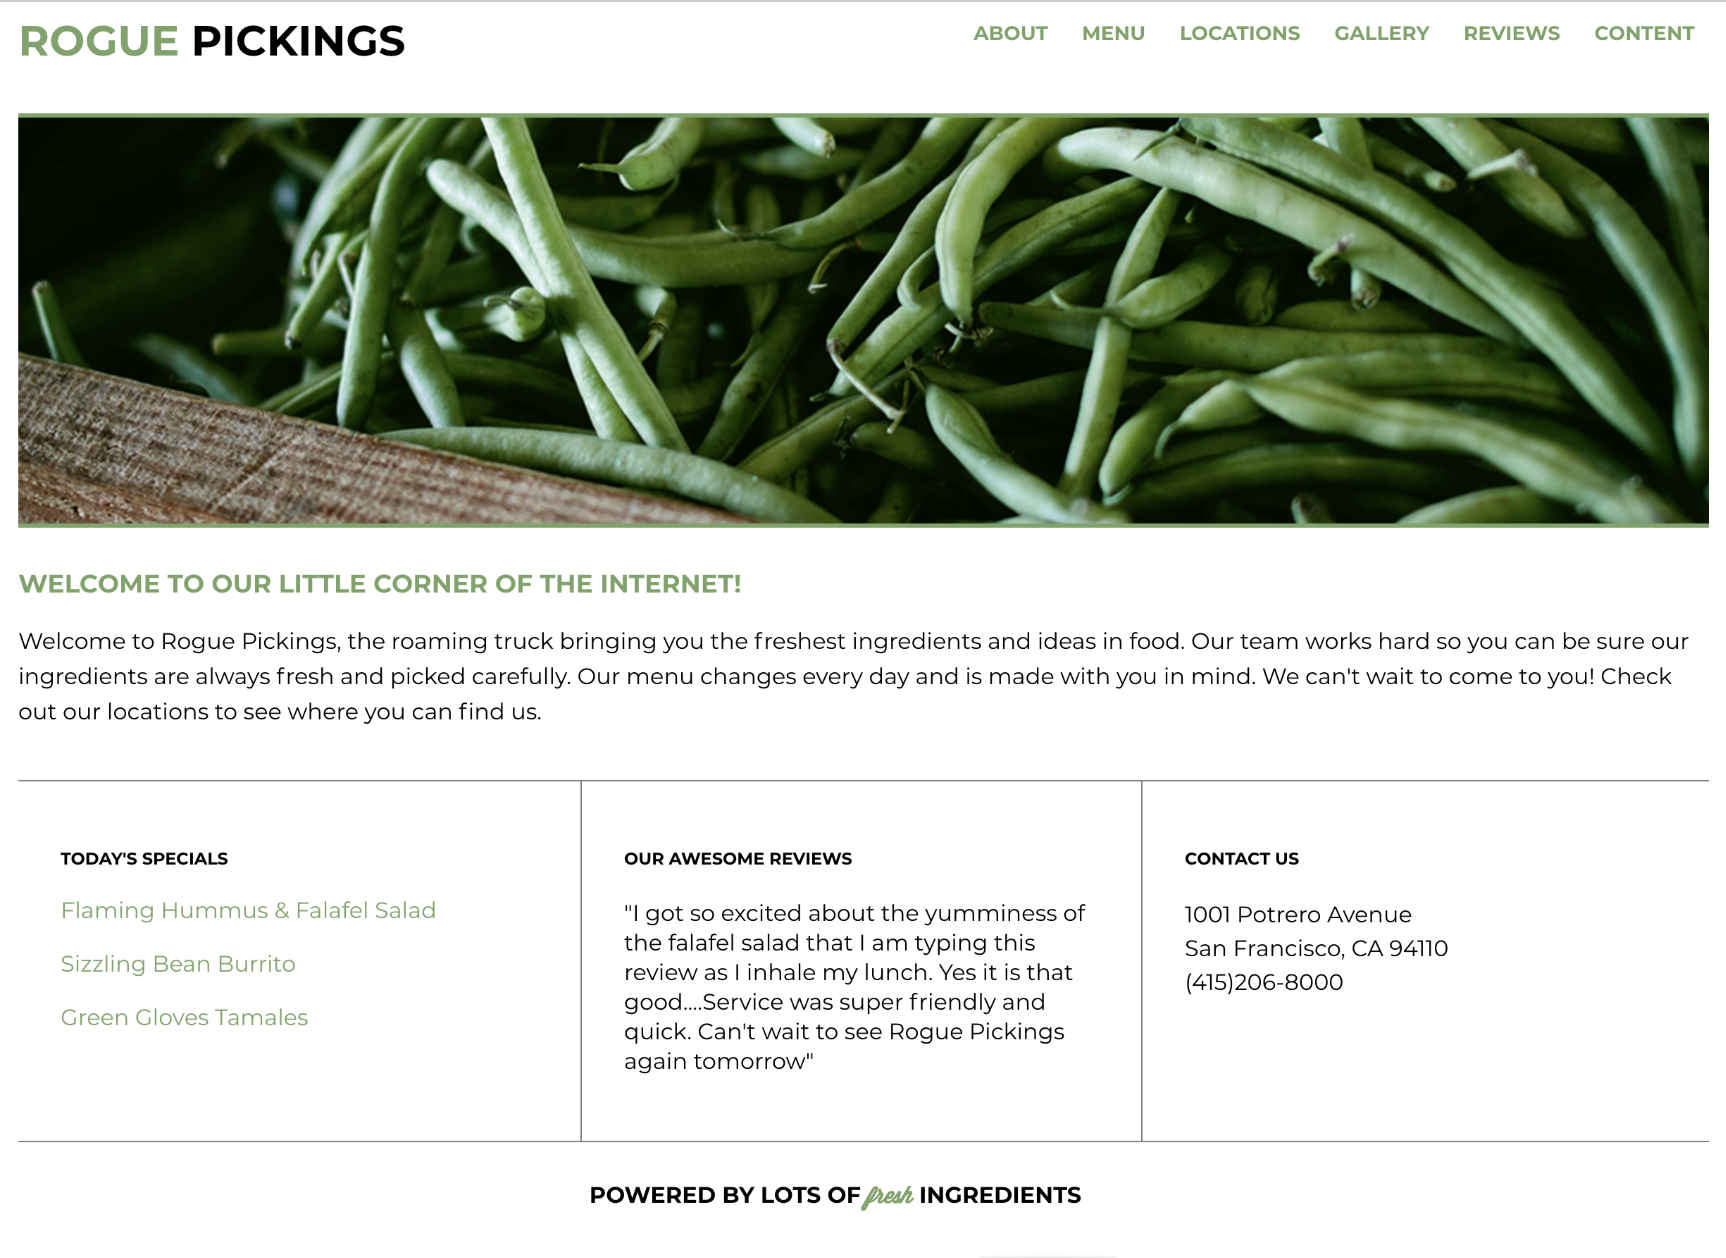 ROGUE PICKINGS
ABOUT MENU LOCATIONS GALLERY REVIEWS CONTENT
WELCOME TO OUR LITTLE CORNER OF THE INTERNET!
Welcome to Rogue Pickings, the roaming truck bringing you the freshest ingredients and ideas in food. Our team works hard so you can be sure our
ingredients are always fresh and picked carefully. Our menu changes every day and is made with you in mind. We can't wait to come to you! Check
out our locations to see where you can find us.
TODAY'S SPECIALS
Flaming Hummus & Falafel Salad
Sizzling Bean Burrito
Green Gloves Tamales
OUR AWESOME REVIEWS
"I got so excited about the yumminess of
the falafel salad that I am typing this
review as I inhale my lunch. Yes it is that
good....Service was super friendly and
quick. Can't wait to see Rogue Pickings
again tomorrow"
CONTACT US
1001 Potrero Avenue
San Francisco, CA 94110
(415)206-8000
POWERED BY LOTS OF fresh INGREDIENTS